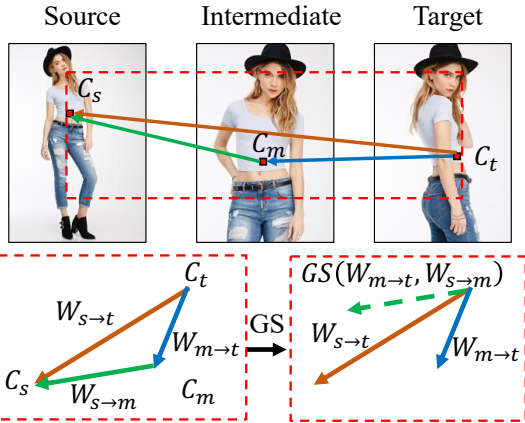 Source Intermediate Target
C_s
C_m
C_t
C_t GS(W_{m→t}, W_{s→m})
W_{s→t} GS W_{s→t}
W_{m→t} W_{m→t}
C_s W_{s→m} C_m